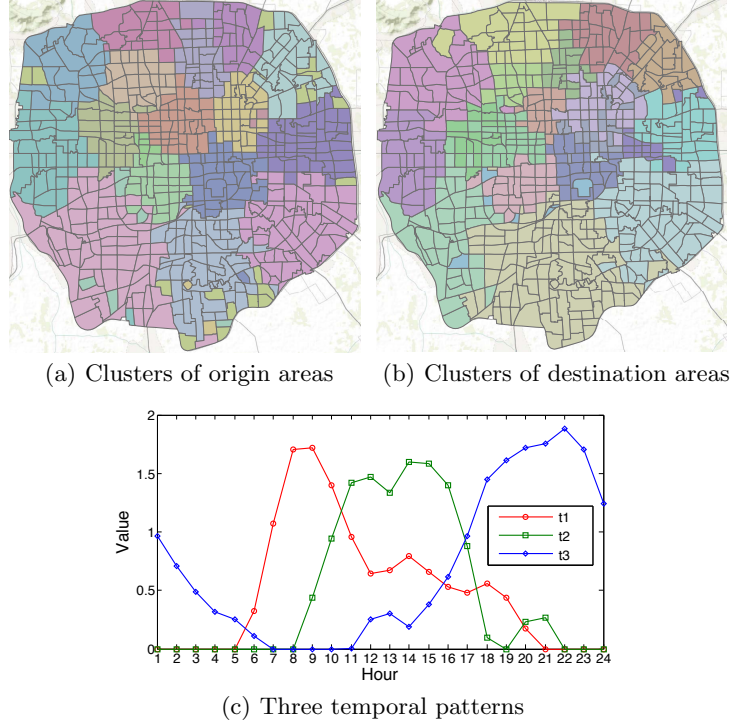 (a) Clusters of origin areas
(b) Clusters of destination areas
2
1.5
1
0.5
0
Value
t1
t2
t3
1 2 3 4 5 6 7 8 9 10 11 12 13 14 15 16 17 18 19 20 21 22 23 24
Hour
(c) Three temporal patterns